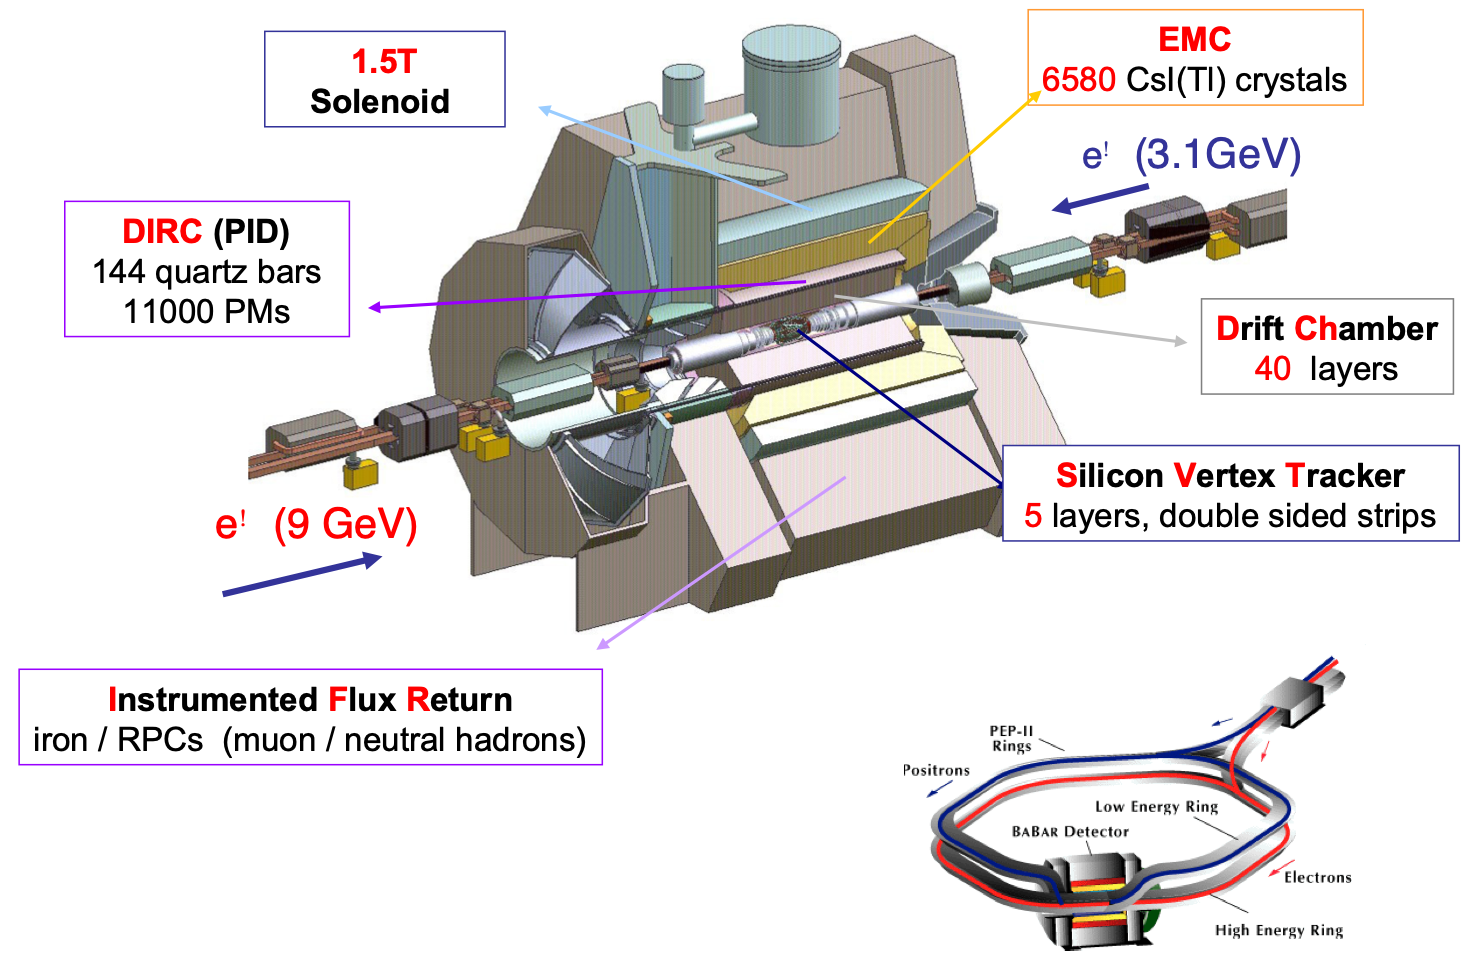 1.5T
Solenoid
EMC
6580 CsI(Tl) crystals
e! (3.1GeV)
DIRC (PID)
144 quartz bars
11000 PMs
Drift Chamber
40 layers
Silicon Vertex Tracker
5 layers, double sided strips
e! (9 GeV)
Instrumented Flux Return
iron / RPCs (muon / neutral hadrons)
PEP-II
Rings
Positrons
Low Energy Ring
BABAR Detector
Electrons
High Energy Ring